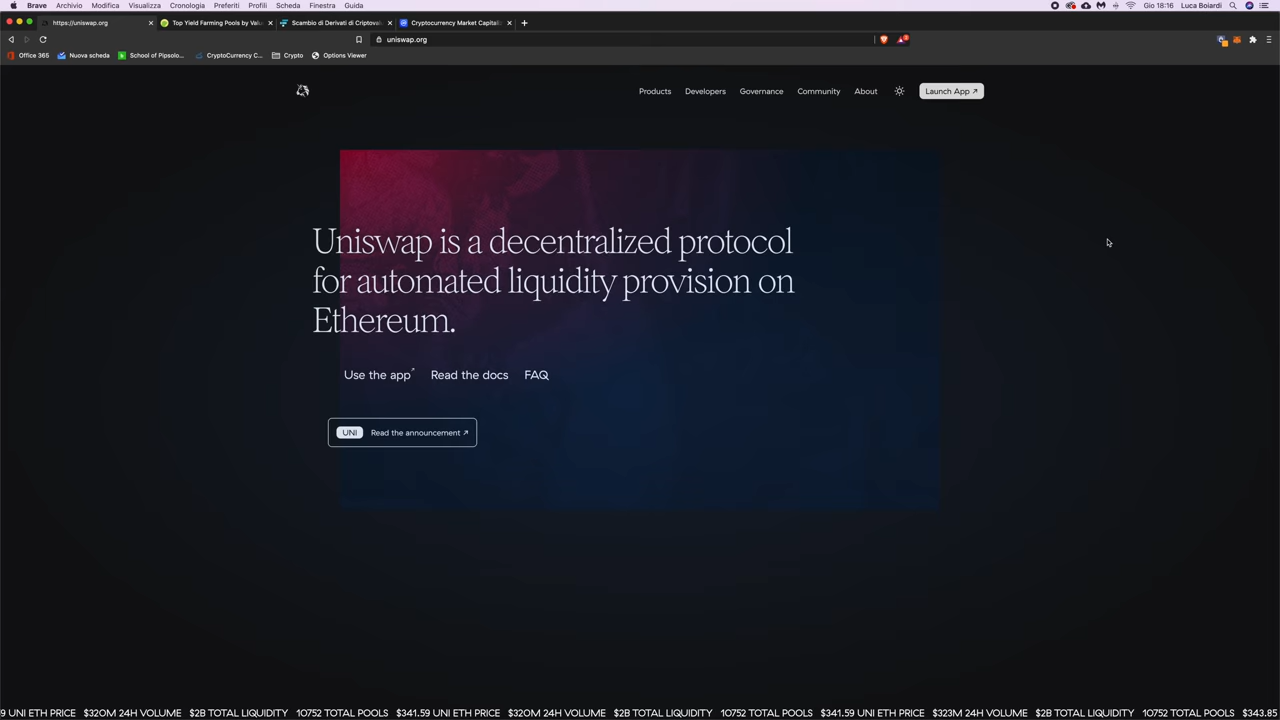 Brave Archivio Modifica Visualizza Cronologia Preferiti Profili Scheda Finestra Guida Gio 18:16 Luca Boiardi
https://uniswap.org Top Yield Farming Pools by Valu Scambio di Derivati di Criptoval Cryptocurrency Market Capitali
uniswap.org
Office 365 Nuova scheda School of Pipsolo... CryptoCurrency C... Crypto Options Viewer
Products Developers Governance Community About Launch App ↗
Uniswap is a decentralized protocol
for automated liquidity provision on
Ethereum.
Use the app↗ Read the docs FAQ
UNI Read the announcement ↗
9 UNI ETH PRICE $320M 24H VOLUME $2B TOTAL LIQUIDITY 10752 TOTAL POOLS $341.59 UNI ETH PRICE $320M 24H VOLUME $2B TOTAL LIQUIDITY 10752 TOTAL POOLS $341.59 UNI ETH PRICE $323M 24H VOLUME $2B TOTAL LIQUIDITY 10752 TOTAL POOLS $343.85